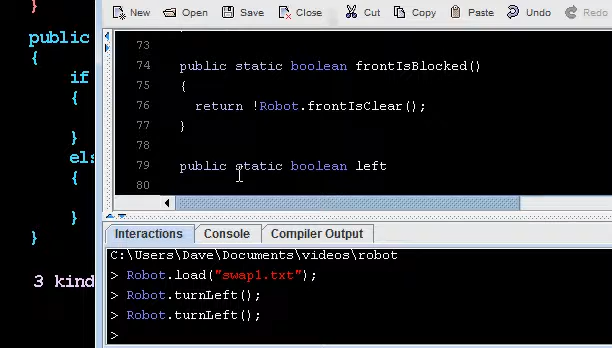 New Open Save Close Cut Copy Paste Undo
}
public
{
if
{
}
els
{
}
}
3 kind
73
74 public static boolean frontIsBlocked()
75 {
76 return !Robot.frontIsClear();
77 }
78
79 public static boolean left
80
Interactions Console Compiler Output
C:\Users\Dave\Documents\videos\robot
> Robot.load("swap1.txt");
> Robot.turnLeft();
> Robot.turnLeft();
>